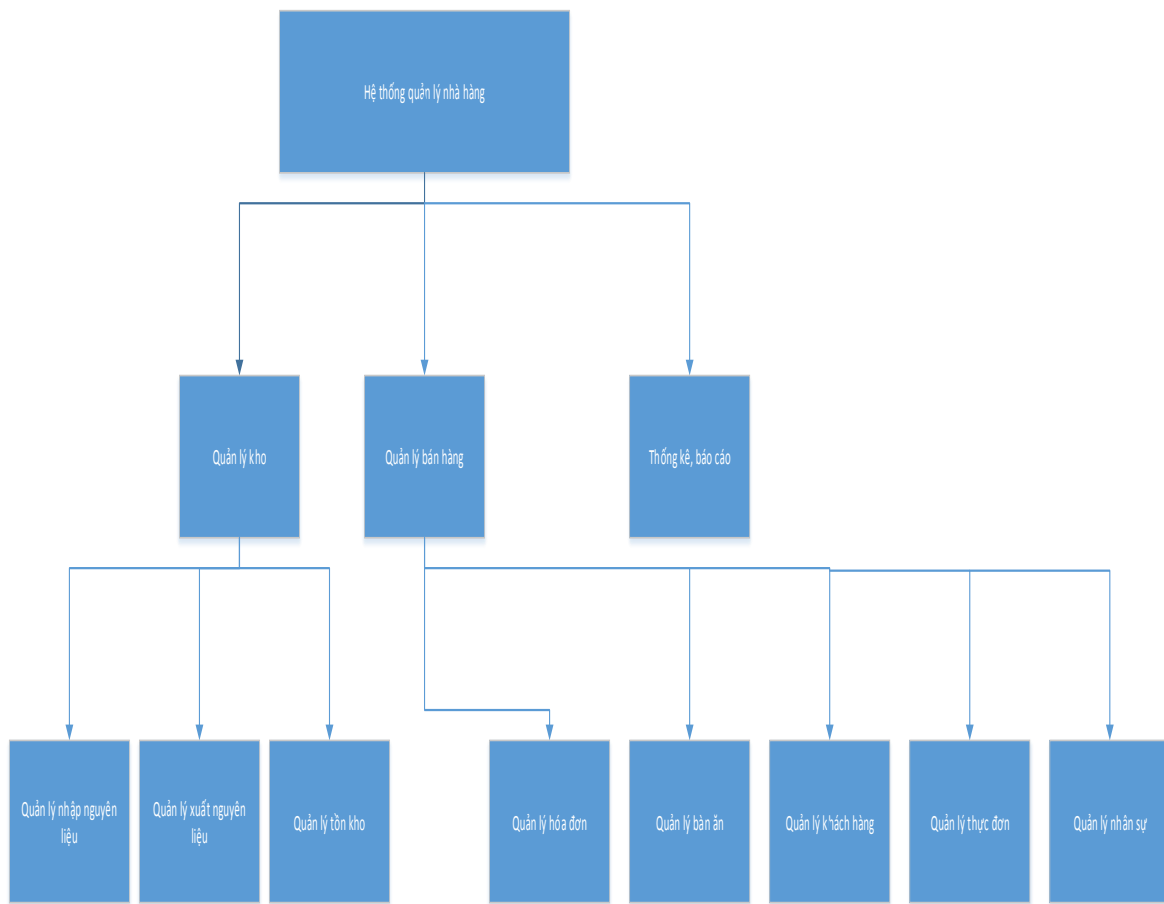 Hệ thống quản lý nhà hàng
Quản lý kho
Quản lý bán hàng
Thống kê, báo cáo
Quản lý nhập nguyên
liệu
Quản lý xuất nguyên
liệu
Quản lý tồn kho
Quản lý hóa đơn
Quản lý bàn ăn
Quản lý khách hàng
Quản lý thực đơn
Quản lý nhân sự